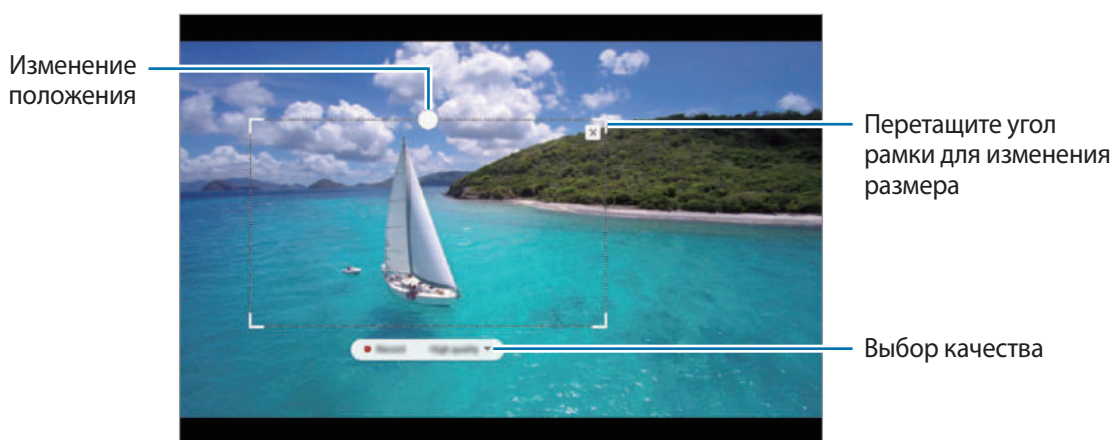 Изменение
положения
Перетащите угол
рамки для изменения
размера
Record High quality
Выбор качества